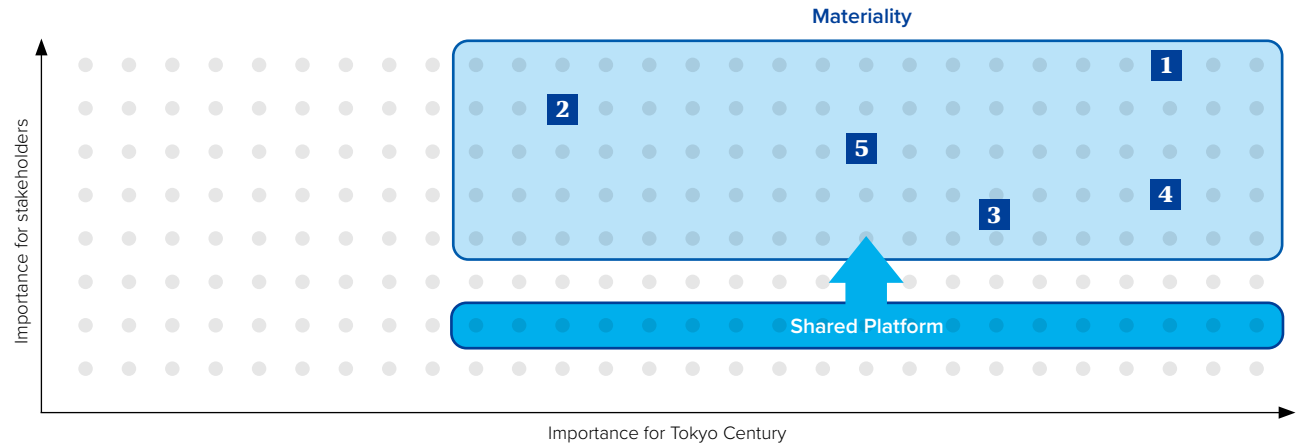 Materiality
Importance for stakeholders
1
2
5
4
3
Shared Platform
Importance for Tokyo Century